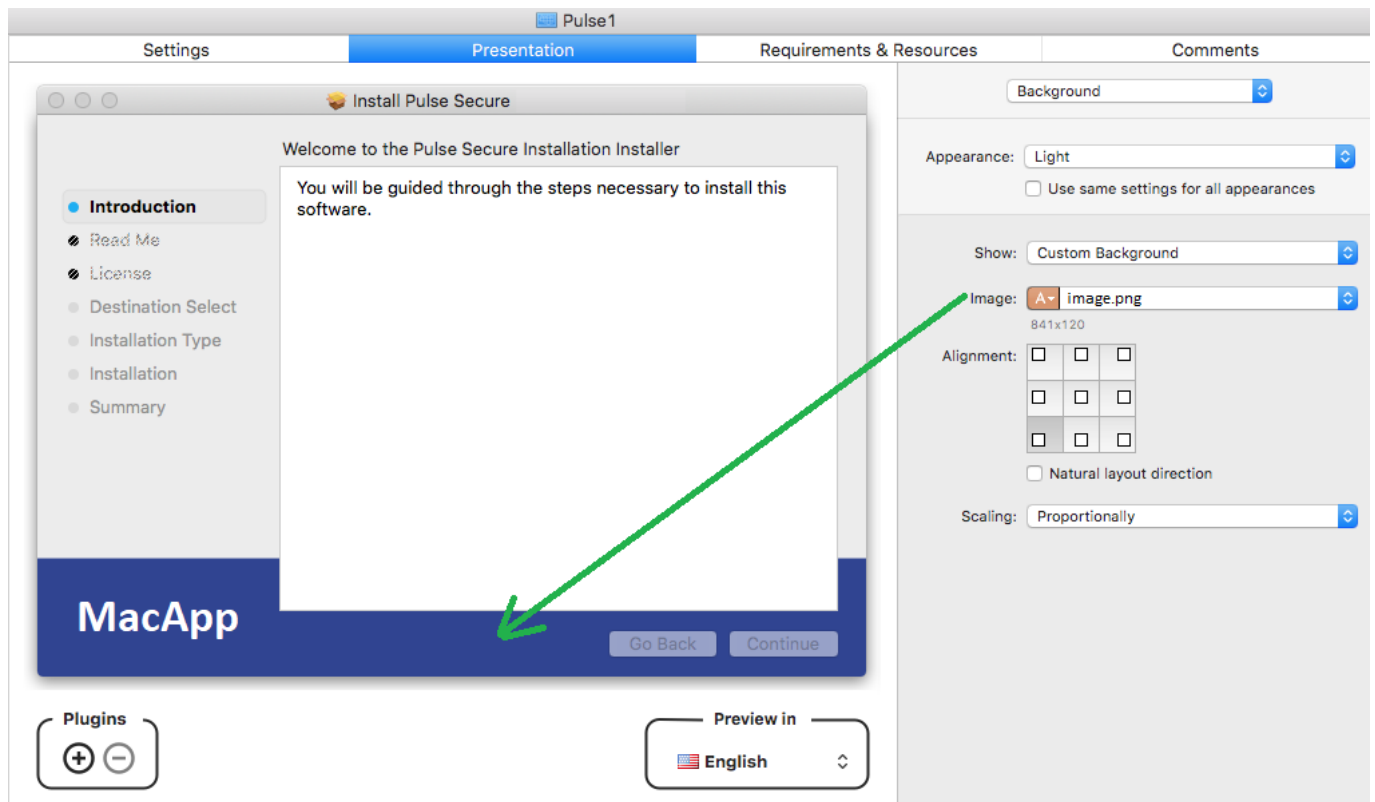 Pulse1
Settings Presentation Requirements & Resources Comments
Install Pulse Secure
Welcome to the Pulse Secure Installation Installer
You will be guided through the steps necessary to install this
software.
Introduction
Read Me
License
Destination Select
Installation Type
Installation
Summary
MacApp
Go Back Continue
Plugins
Preview in
English
Background
Appearance: Light
Use same settings for all appearances
Show: Custom Background
Image: A image.png
841x120
Alignment:
Natural layout direction
Scaling: Proportionally